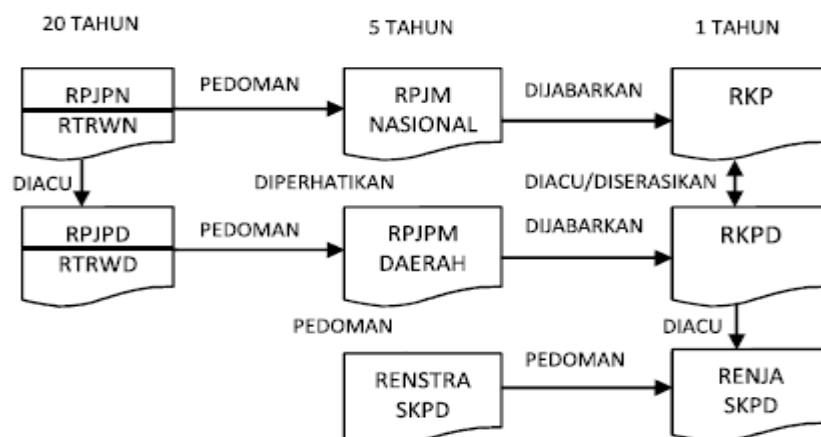 20 TAHUN
5 TAHUN
1 TAHUN
RPJPN
RTRWN
PEDOMAN
RPJM
NASIONAL
DIJABARKAN
RKP
DIACU
DIPERHATIKAN
DIACU/DISERASIKAN
RPJPD
RTRWD
PEDOMAN
RPJPM
DAERAH
DIJABARKAN
RKPD
PEDOMAN
DIACU
RENSTRA
SKPD
PEDOMAN
RENJA
SKPD